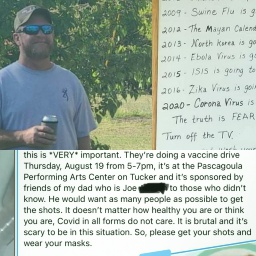 2009 - Swine Flu is g
2012 - The Mayan Calend
2013 - North Korea is go
2014 - Ebola Virus is go
2015 - ISIS is going to
2016 - Zika Virus is goin
2020 - Corona Virus is
The truth is FEAR
Turn off the TV.
this is *VERY* important. They're doing a vaccine drive
Thursday, August 19 from 5-7pm, it's at the Pascagoula
Performing Arts Center on Tucker and it's sponsored by
friends of my dad who is Joe to those who didn't
know. He would want as many people as possible to get
the shots. It doesn't matter how healthy you are or think
you are, Covid in all forms do not care. It is brutal and it's
scary to be in this situation. So, please get your shots and
wear your masks.